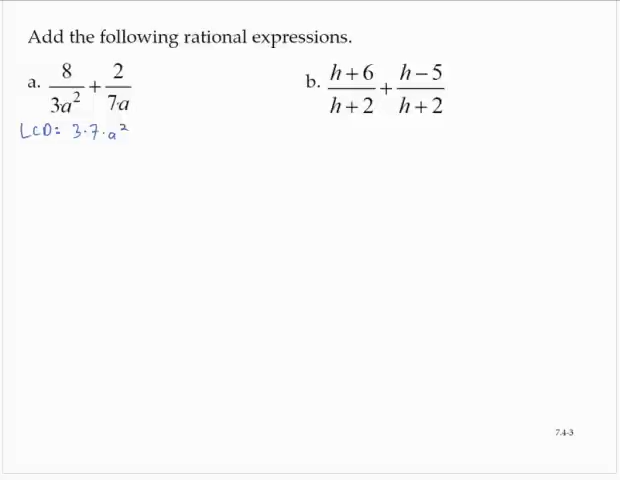 Add the following rational expressions.
a. 8/3a² + 2/7a
b. h+6/h+2 + h−5/h+2
LCD: 3·7·a²
7.4-3